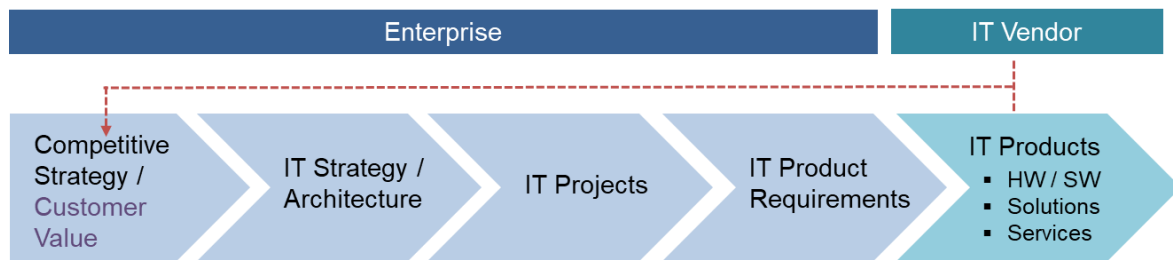 Enterprise
IT Vendor
Competitive
Strategy /
Customer
Value
IT Strategy /
Architecture
IT Projects
IT Product
Requirements
IT Products
▪ HW / SW
▪ Solutions
▪ Services